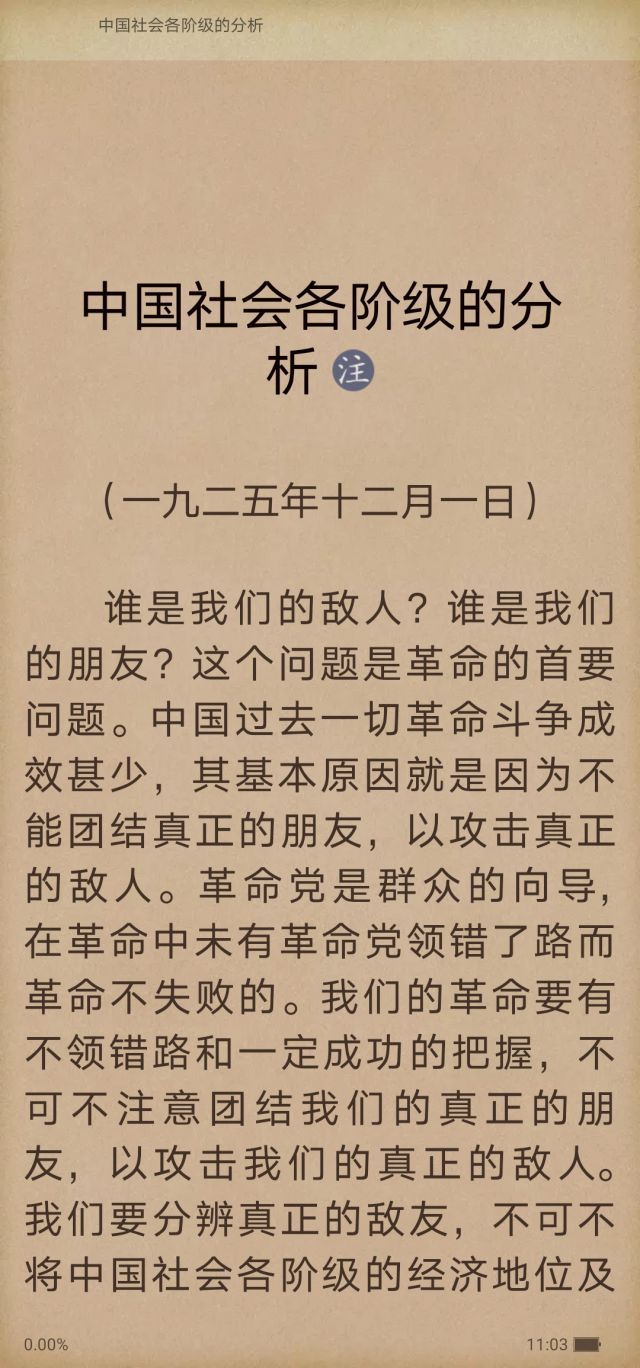 中国社会各阶级的分析
中国社会各阶级的分
析 注
（一九二五年十二月一日）
谁是我们的敌人？谁是我们
的朋友？这个问题是革命的首要
问题。中国过去一切革命斗争成
效甚少，其基本原因就是因为不
能团结真正的朋友，以攻击真正
的敌人。革命党是群众的向导，
在革命中未有革命党领错了路而
革命不失败的。我们的革命要有
不领错路和一定成功的把握，不
可不注意团结我们的真正的朋
友，以攻击我们的真正的敌人。
我们要分辨真正的敌友，不可不
将中国社会各阶级的经济地位及
0.00%
11:03